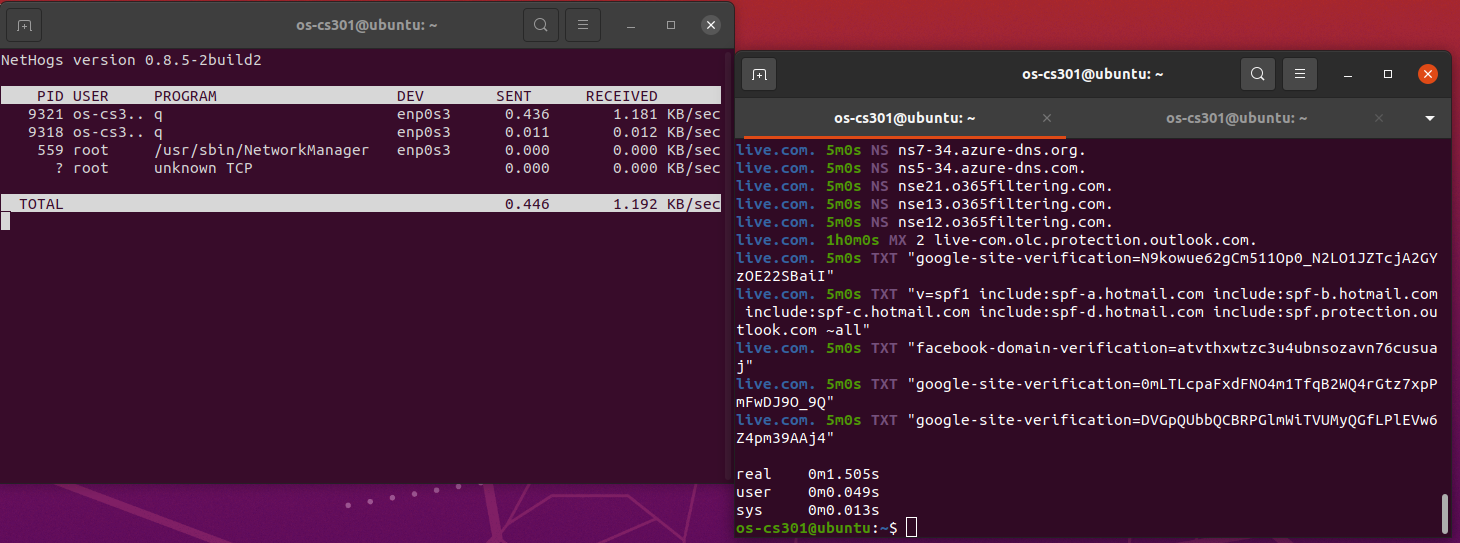 os-cs301@ubuntu: ~
NetHogs version 0.8.5-2build2
PID USER PROGRAM DEV SENT RECEIVED
9321 os-cs3.. q enp0s3 0.436 1.181 KB/sec
9318 os-cs3.. q enp0s3 0.011 0.012 KB/sec
559 root /usr/sbin/NetworkManager enp0s3 0.000 0.000 KB/sec
? root unknown TCP 0.000 0.000 KB/sec
TOTAL 0.446 1.192 KB/sec
os-cs301@ubuntu: ~
os-cs301@ubuntu: ~ os-cs301@ubuntu: ~
live.com. 5m0s NS ns7-34.azure-dns.org.
live.com. 5m0s NS ns5-34.azure-dns.com.
live.com. 5m0s NS nse21.o365filtering.com.
live.com. 5m0s NS nse13.o365filtering.com.
live.com. 5m0s NS nse12.o365filtering.com.
live.com. 1h0m0s MX 2 live-com.olc.protection.outlook.com.
live.com. 5m0s TXT "google-site-verification=N9kowue62gCm511Op0_N2LO1JZTcjA2GY
zOE22SBaiI"
live.com. 5m0s TXT "v=spf1 include:spf-a.hotmail.com include:spf-b.hotmail.com
include:spf-c.hotmail.com include:spf-d.hotmail.com include:spf.protection.ou
tlook.com ~all"
live.com. 5m0s TXT "facebook-domain-verification=atvthxwtzc3u4ubnsozavn76cusua
j"
live.com. 5m0s TXT "google-site-verification=0mLTLcpaFxdFNO4m1TfqB2WQ4rGtz7xpP
mFwDJ9O_9Q"
live.com. 5m0s TXT "google-site-verification=DVGpQUbbQCBRPGlmWiTVUMyQGfLPlEVw6
Z4pm39AAj4"
real 0m1.505s
user 0m0.049s
sys 0m0.013s
os-cs301@ubuntu:~$